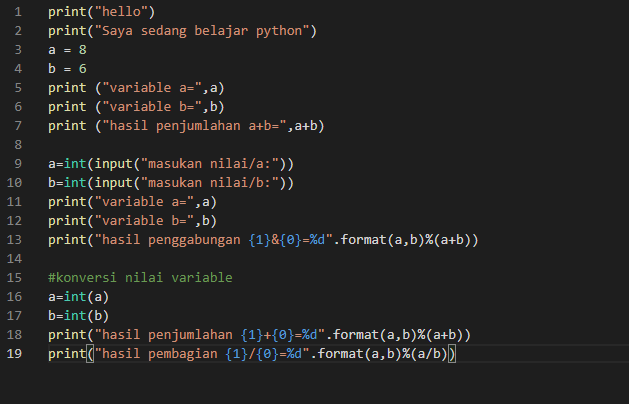 1 print("hello")
2 print("Saya sedang belajar python")
3 a = 8
4 b = 6
5 print ("variable a=",a)
6 print ("variable b=",b)
7 print ("hasil penjumlahan a+b=",a+b)
8
9 a=int(input("masukan nilai/a:"))
10 b=int(input("masukan nilai/b:"))
11 print("variable a=",a)
12 print("variable b=",b)
13 print("hasil penggabungan {1}&{0}=%d".format(a,b)%(a+b))
14
15 #konversi nilai variable
16 a=int(a)
17 b=int(b)
18 print("hasil penjumlahan {1}+{0}=%d".format(a,b)%(a+b))
19 print("hasil pembagian {1}/{0}=%d".format(a,b)%(a/b))